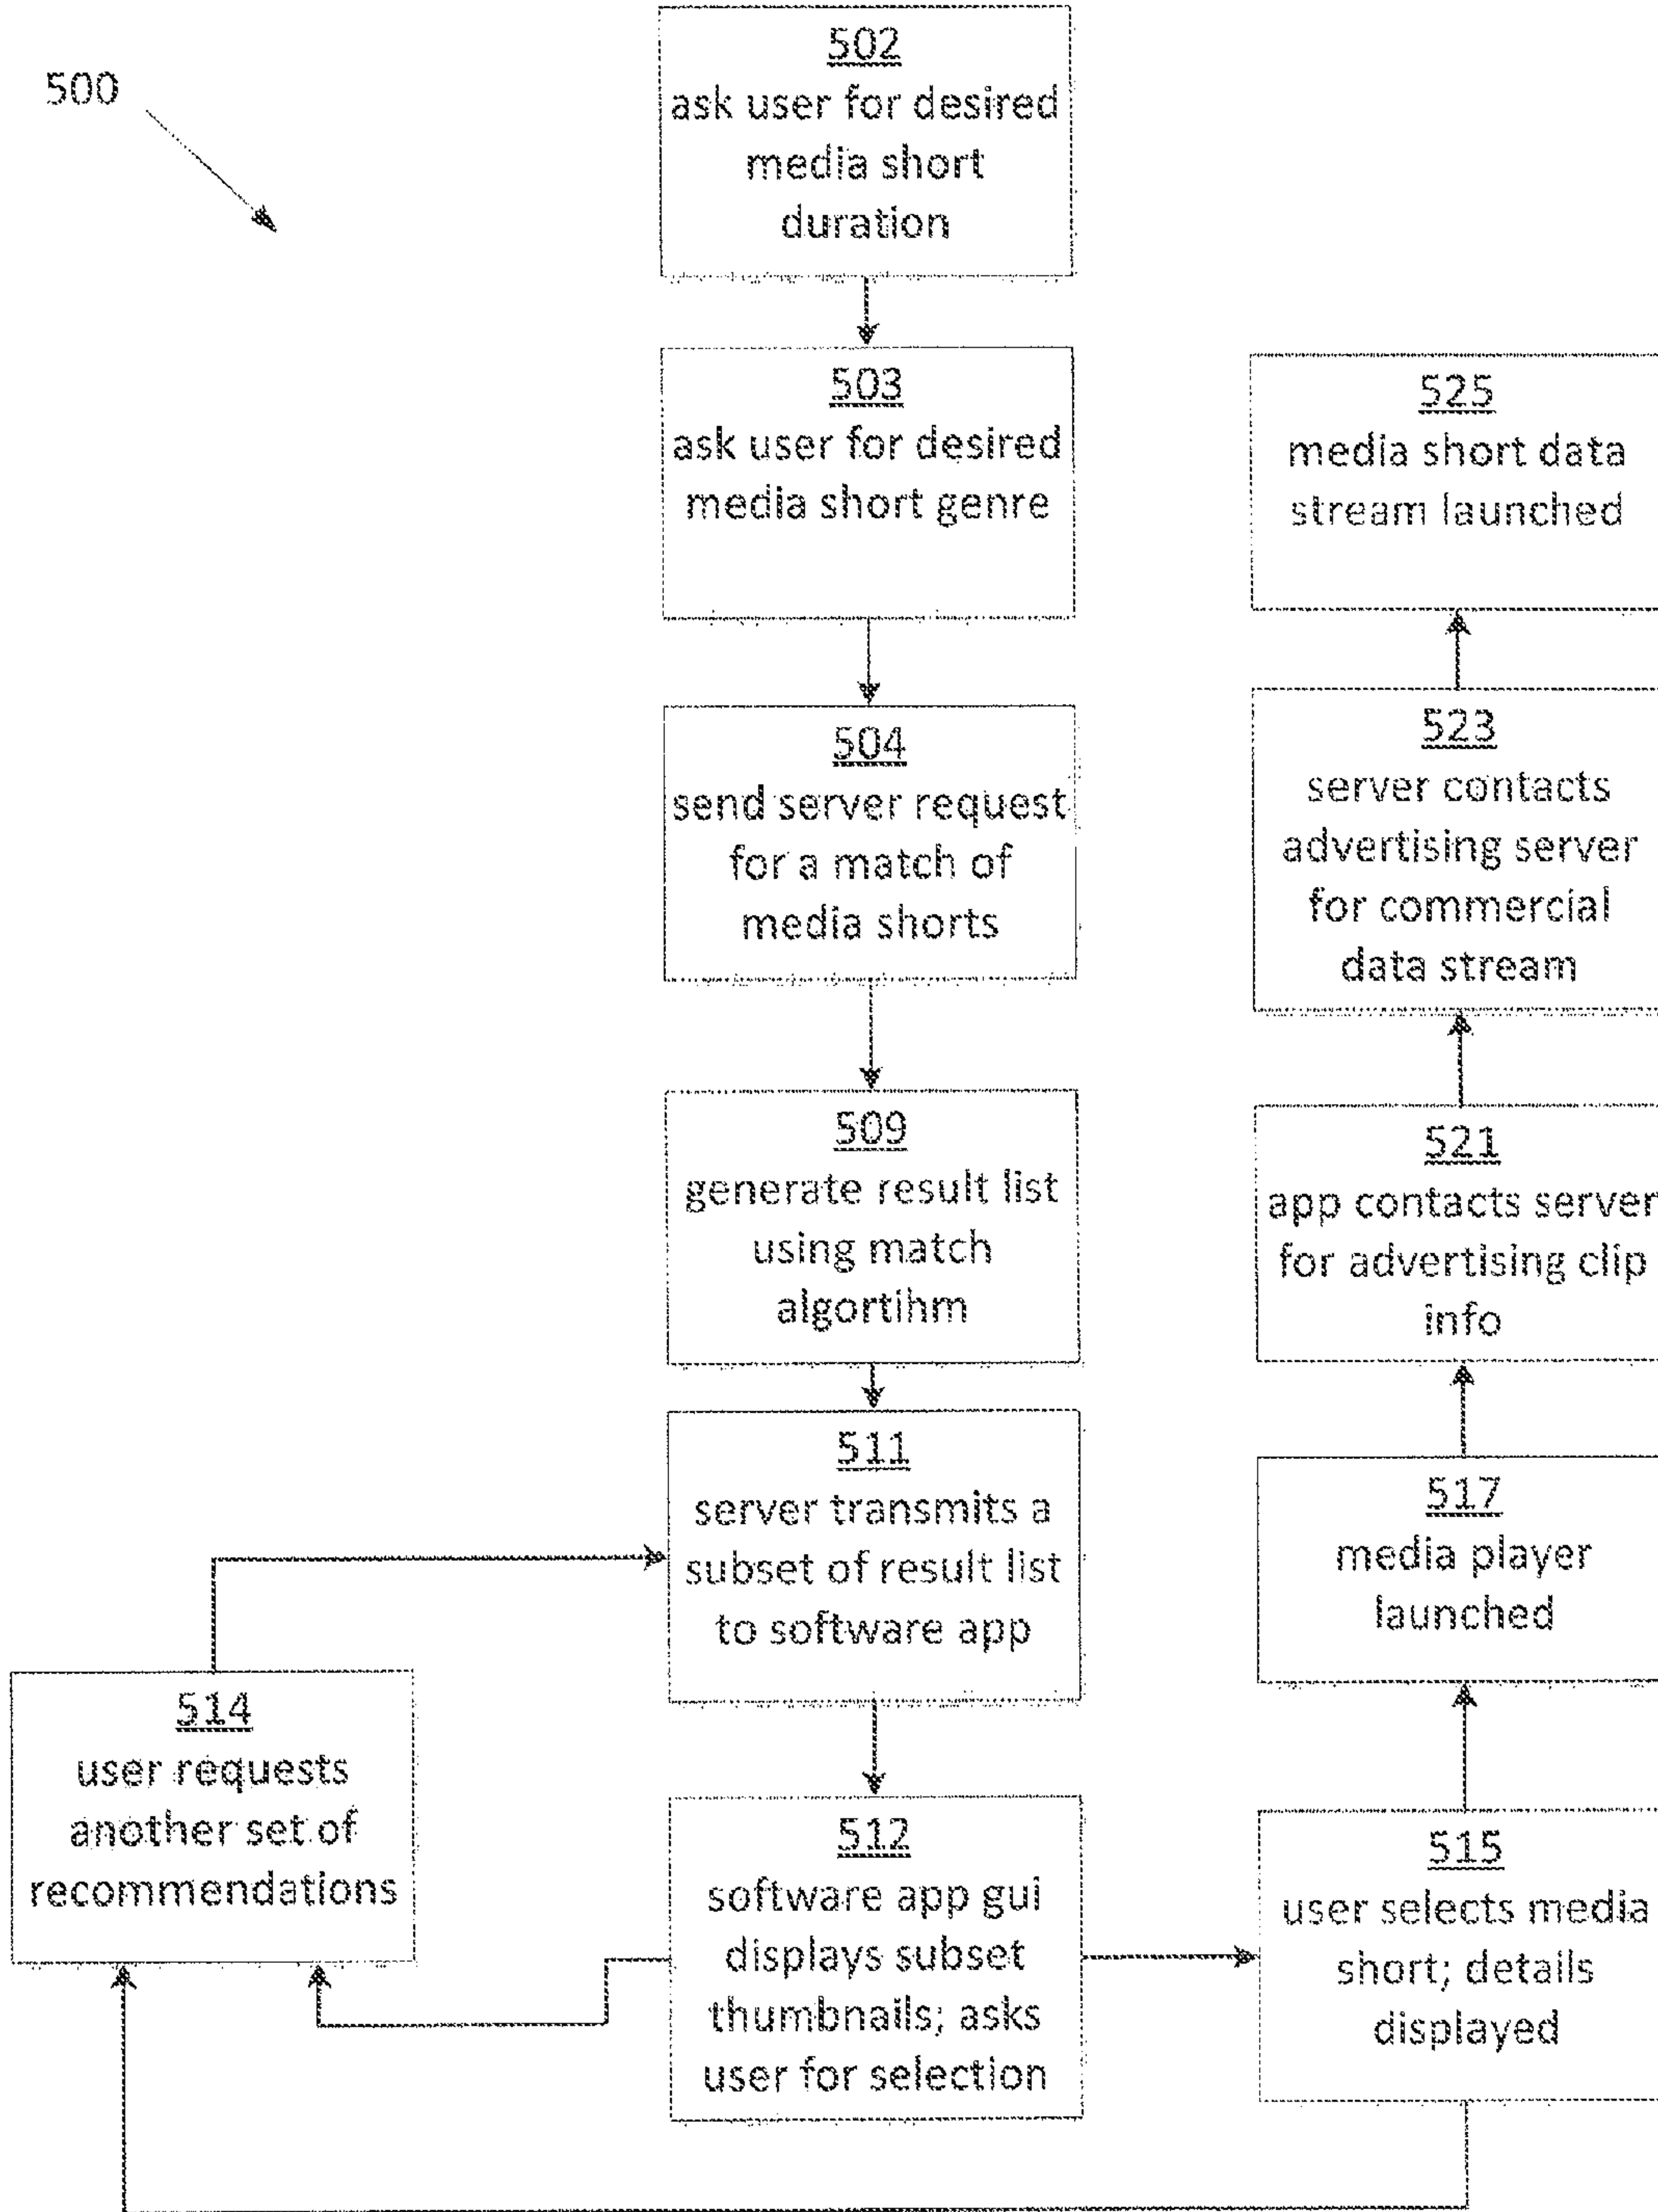 500
502
ask user for desired
media short
duration
503
ask user for desired
media short genre
504
send server request
for a match of
media shorts
509
generate result list
using match
algortihm
511
server transmits a
subset of result list
to software app
512
software app gui
displays subset
thumbnails; asks
user for selection
514
user requests
another set of
recommendations
515
user selects media
short; details
displayed
517
media player
launched
521
app contacts server
for advertising clip
info
523
server contacts
advertising server
for commercial
data stream
525
media short data
stream launched